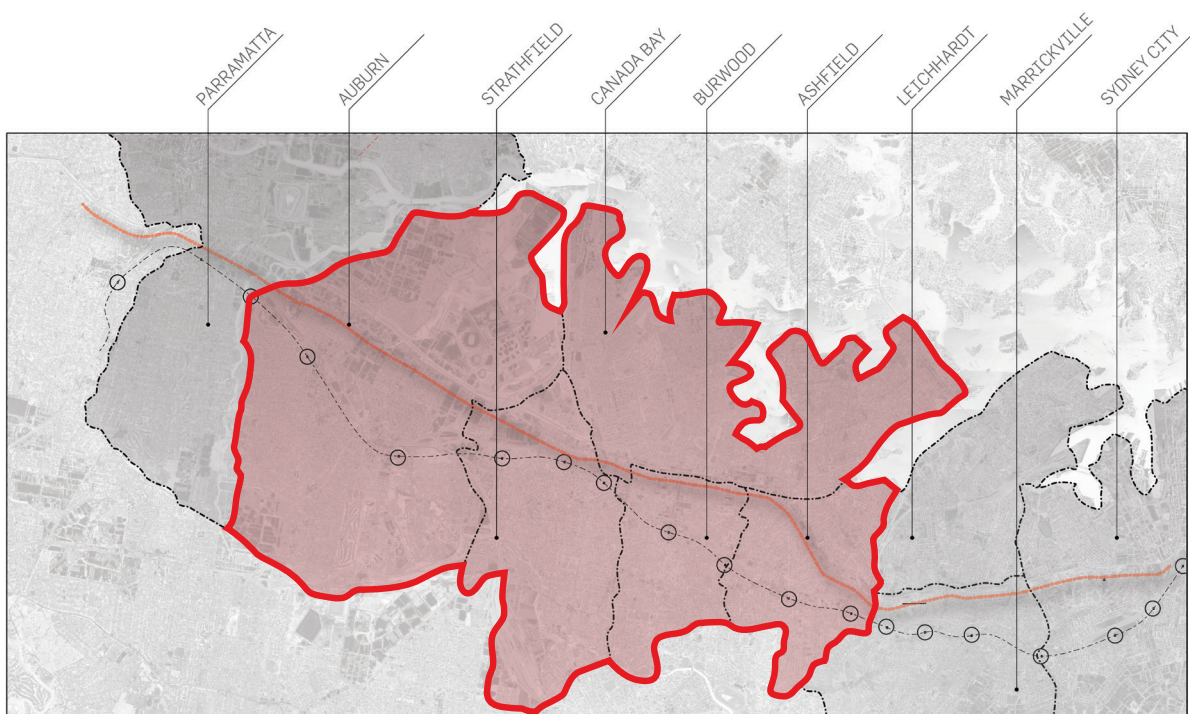 PARRAMATTA
AUBURN
STRATHFIELD
CANADA BAY
BURWOOD
ASHFIELD
LEICHHARDT
MARRICKVILLE
SYDNEY CITY